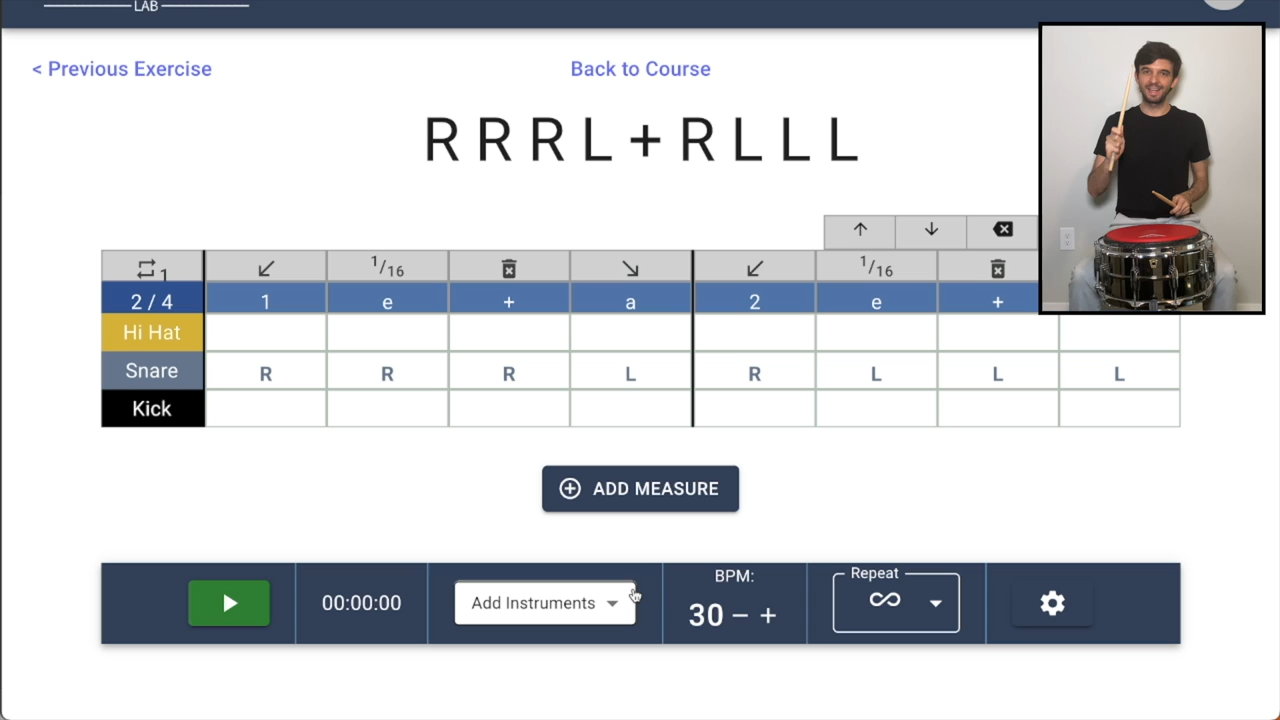 LAB
< Previous Exercise
Back to Course
R R R L + R L L L
1 1/16 1/16
2 / 4 1 e + a 2 e +
Hi Hat
Snare R R R L R L L L
Kick
ADD MEASURE
BPM:
Repeat
00:00:00 Add Instruments 30 − + ∞